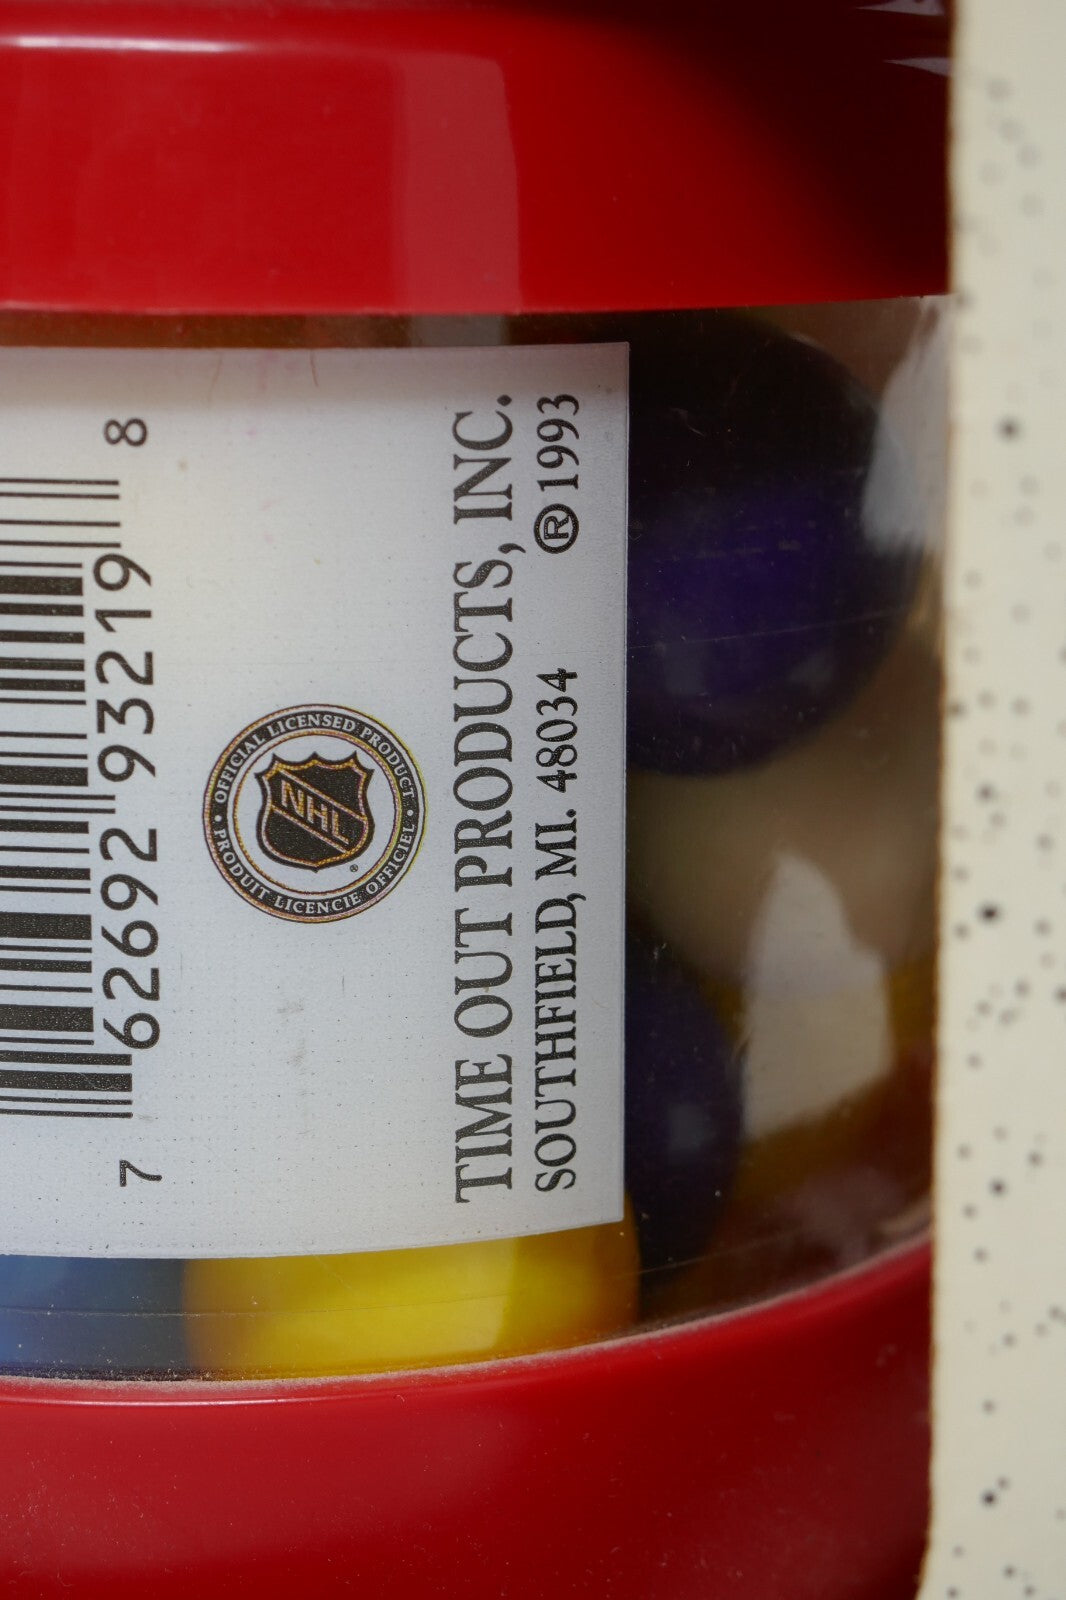 7 62692 93219 8
OFFICIAL LICENSED PRODUCT
NHL
®
PRODUIT LICENCIE OFFICIEL
TIME OUT PRODUCTS, INC.
SOUTHFIELD, MI. 48034 ® 1993